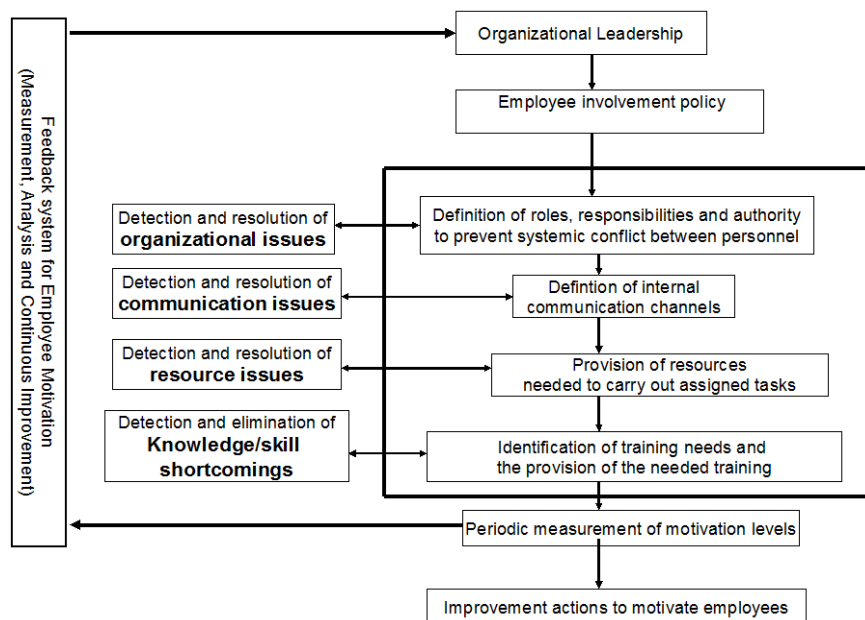 Feedback system for Employee Motivation
(Measurement, Analysis and Continuous Improvement)
Organizational Leadership
Employee involvement policy
Detection and resolution of
organizational issues
Definition of roles, responsibilities and authority
to prevent systemic conflict between personnel
Detection and resolution of
communication issues
Defintion of internal
communication channels
Detection and resolution of
resource issues
Provision of resources
needed to carry out assigned tasks
Detection and elimination of
Knowledge/skill
shortcomings
Identification of training needs and
the provision of the needed training
Periodic measurement of motivation levels
Improvement actions to motivate employees